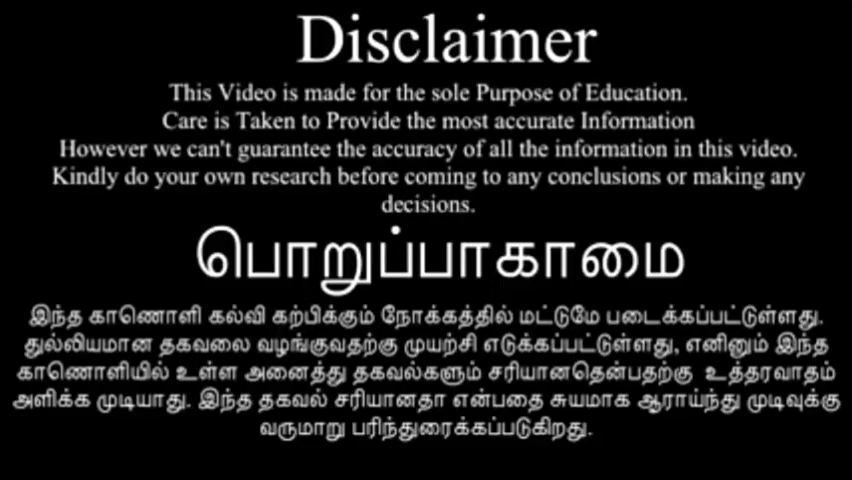 Disclaimer
This Video is made for the sole Purpose of Education.
Care is Taken to Provide the most accurate Information
However we can't guarantee the accuracy of all the information in this video.
Kindly do your own research before coming to any conclusions or making any
decisions.
பொறுப்பாகாமை
இந்த காணொளி கல்வி கற்பிக்கும் நோக்கத்தில் மட்டுமே படைக்கப்பட்டுள்ளது.
துல்லியமான தகவலை வழங்குவதற்கு முயற்சி எடுக்கப்பட்டுள்ளது, எனினும் இந்த
காணொளியில் உள்ள அனைத்து தகவல்களும் சரியானதென்பதற்கு உத்தரவாதம்
அளிக்க முடியாது. இந்த தகவல் சரியானதா என்பதை சுயமாக ஆராய்ந்து முடிவுக்கு
வருமாறு பரிந்துரைக்கப்படுகிறது.